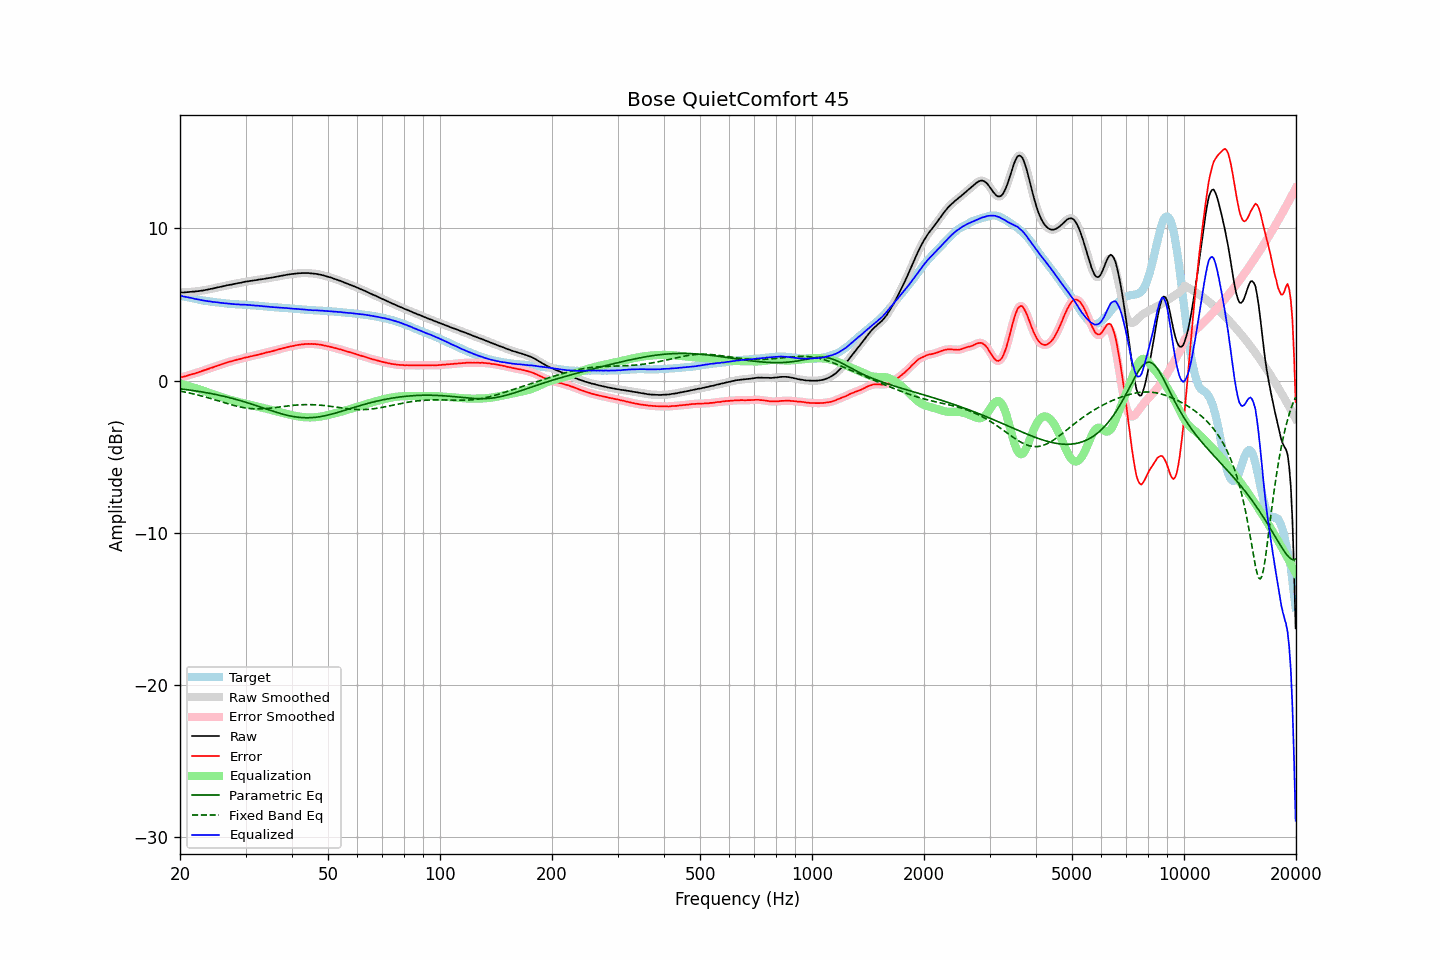 Bose QuietComfort 45
Amplitude (dBr)
10
0
−10
−20
−30
Target
Raw Smoothed
Error Smoothed
Raw
Error
Equalization
Parametric Eq
Fixed Band Eq
Equalized
20 50 100 200 500 1000 2000 5000 10000 20000
Frequency (Hz)